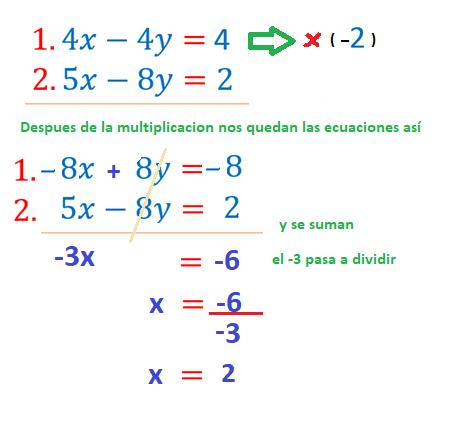 1. 4x − 4y = 4 ⇒ × (-2)
2. 5x − 8y = 2
Despues de la multiplicacion nos quedan las ecuaciones así
1. −8x + 8y = −8
2. 5x − 8y = 2
y se suman
-3x = -6 el -3 pasa a dividir
x = -6
-3
x = 2